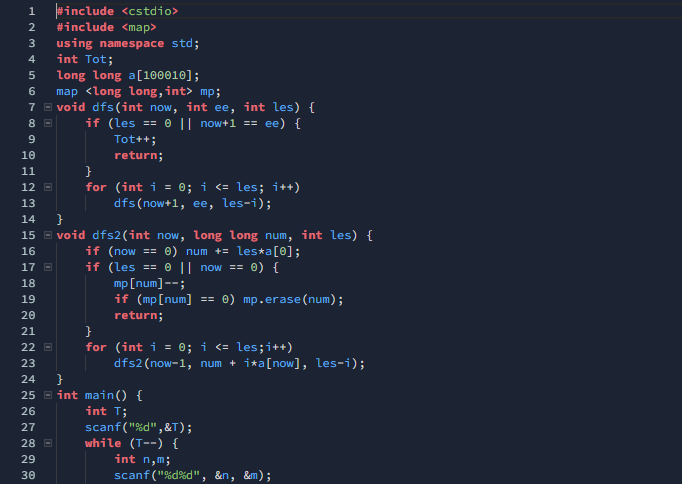 1 #include <cstdio>
2 #include <map>
3 using namespace std;
4 int Tot;
5 long long a[100010];
6 map <long long,int> mp;
7 void dfs(int now, int ee, int les) {
8     if (les == 0 || now+1 == ee) {
9         Tot++;
10         return;
11     }
12     for (int i = 0; i <= les; i++)
13         dfs(now+1, ee, les-i);
14 }
15 void dfs2(int now, long long num, int les) {
16     if (now == 0) num += les*a[0];
17     if (les == 0 || now == 0) {
18         mp[num]--;
19         if (mp[num] == 0) mp.erase(num);
20         return;
21     }
22     for (int i = 0; i <= les;i++)
23         dfs2(now-1, num + i*a[now], les-i);
24 }
25 int main() {
26     int T;
27     scanf("%d",&T);
28     while (T--) {
29         int n,m;
30         scanf("%d%d", &n, &m);